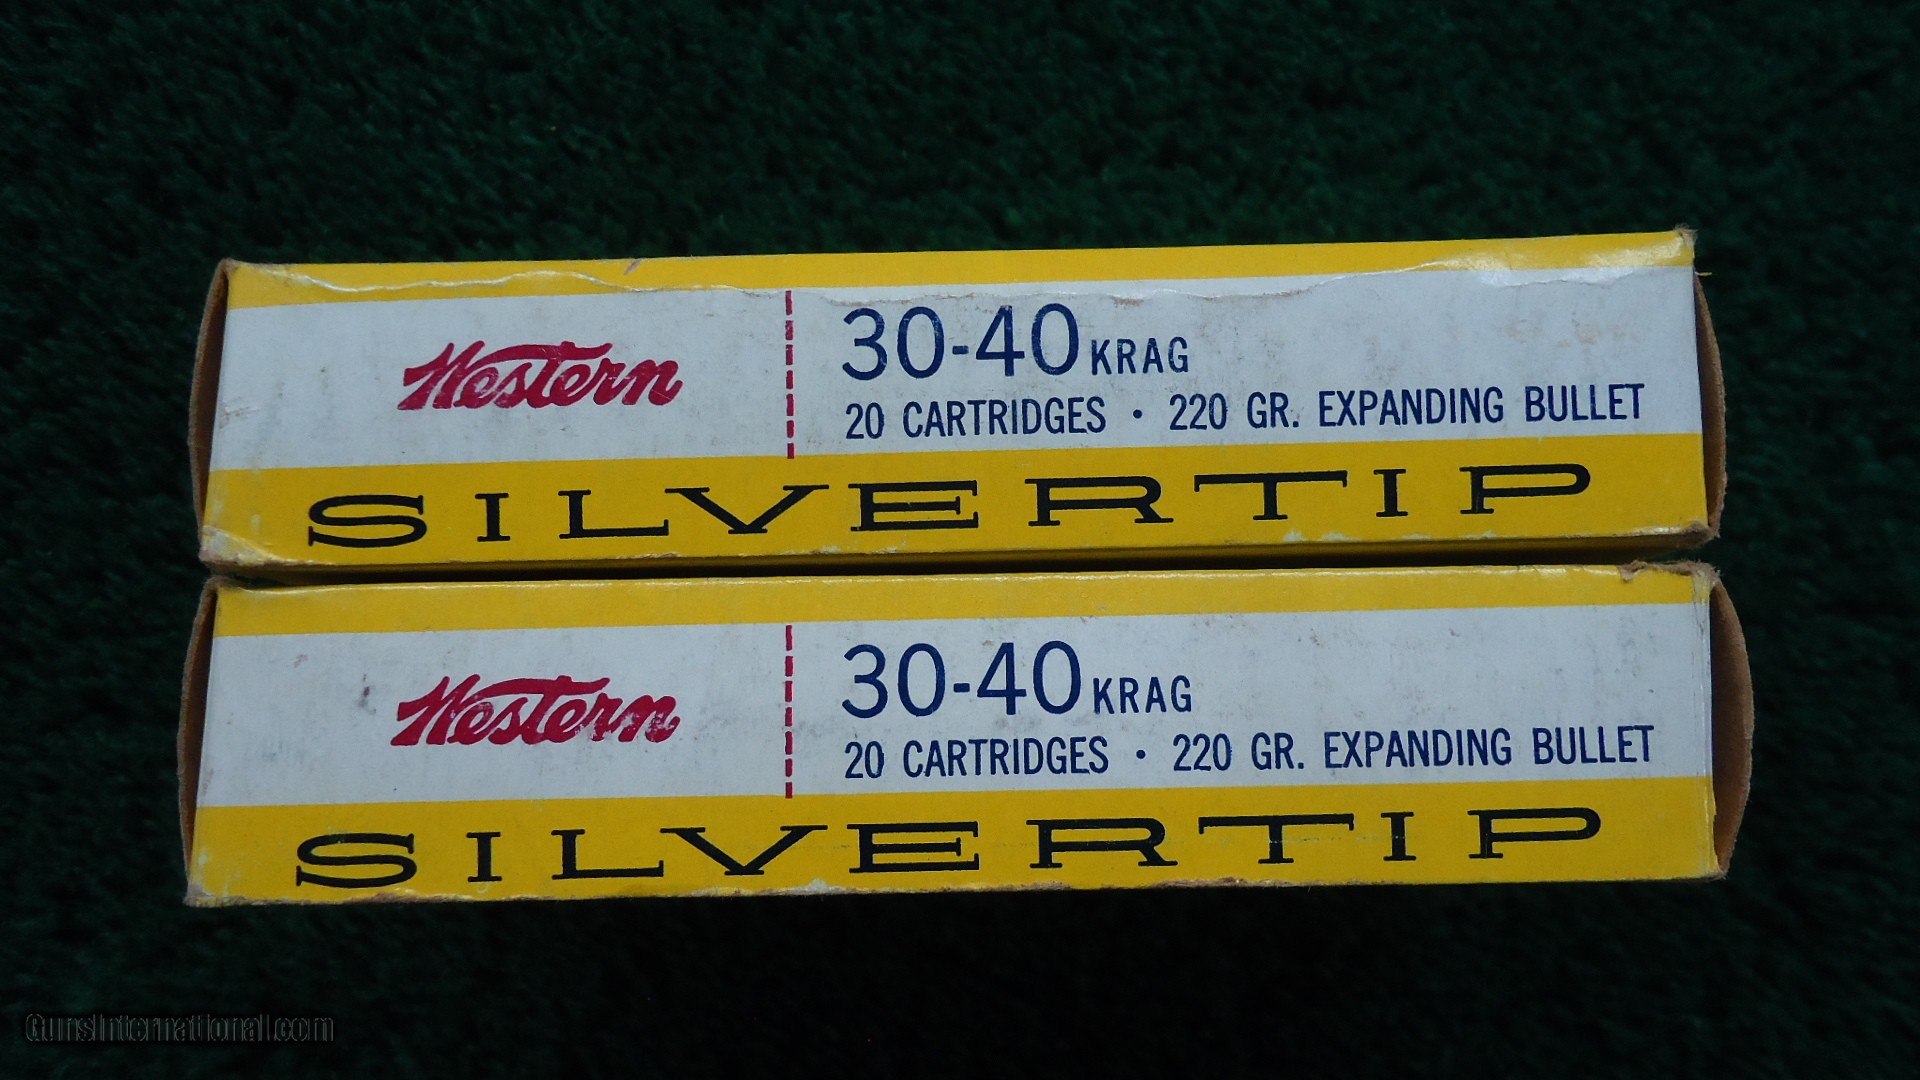 Western
30-40 KRAG
20 CARTRIDGES • 220 GR. EXPANDING BULLET
SILVERTIP
Western
30-40 KRAG
20 CARTRIDGES • 220 GR. EXPANDING BULLET
SILVERTIP
GunsInternational.com